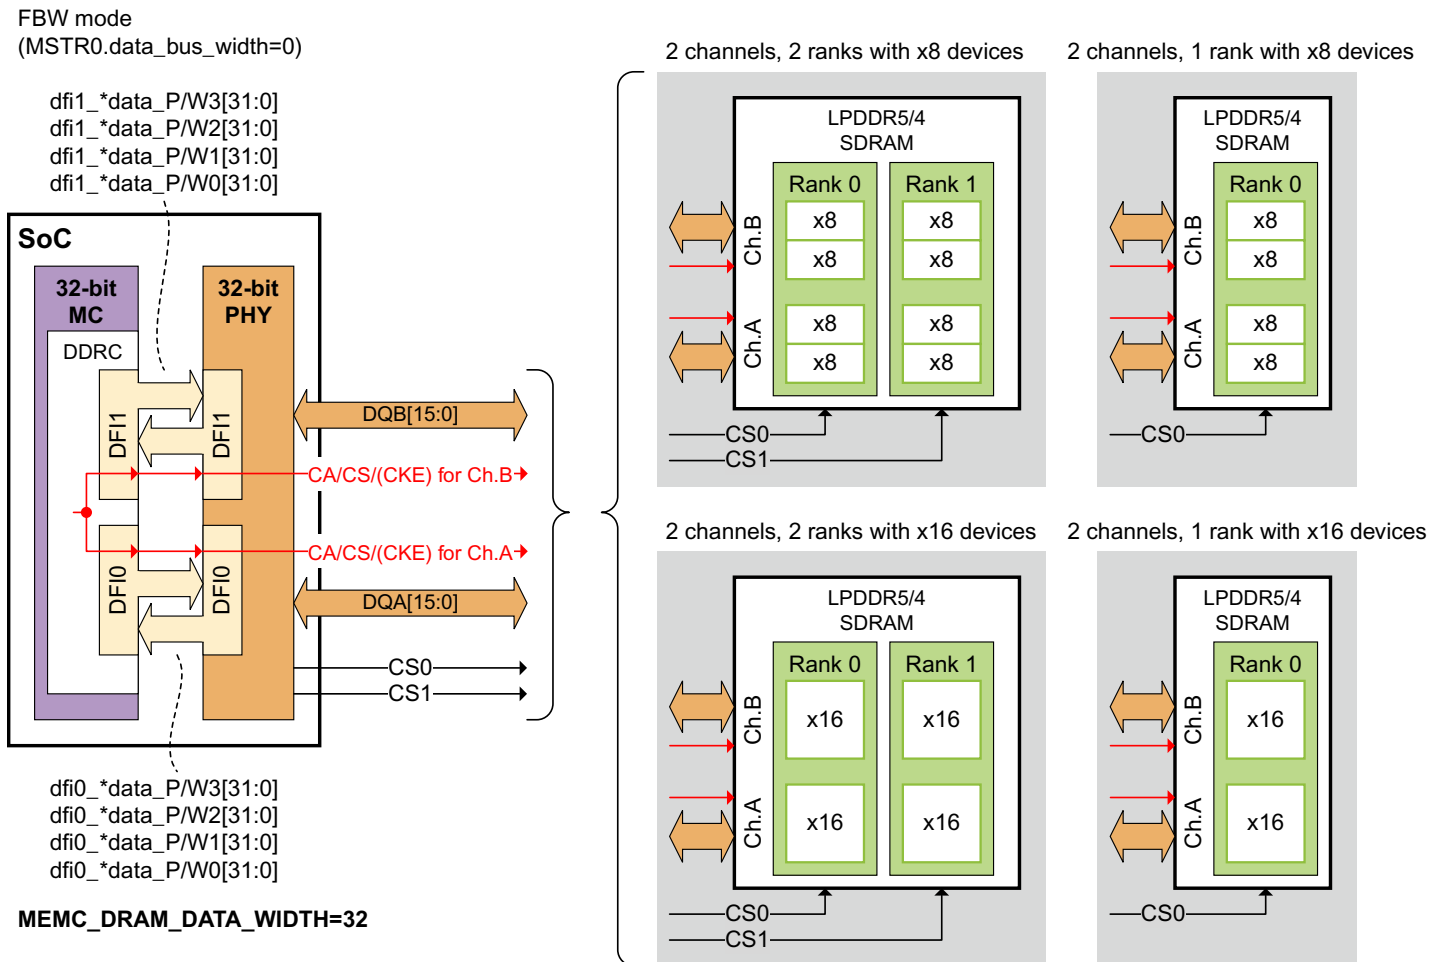 FBW mode
(MSTR0.data_bus_width=0)
dfi1_*data_P/W3[31:0]
dfi1_*data_P/W2[31:0]
dfi1_*data_P/W1[31:0]
dfi1_*data_P/W0[31:0]
SoC
32-bit
MC
DDRC
32-bit
PHY
DFI1
DFI1
DFI0
DFI0
DQB[15:0]
CA/CS/(CKE) for Ch.B
CA/CS/(CKE) for Ch.A
DQA[15:0]
CS0
CS1
dfi0_*data_P/W3[31:0]
dfi0_*data_P/W2[31:0]
dfi0_*data_P/W1[31:0]
dfi0_*data_P/W0[31:0]
MEMC_DRAM_DATA_WIDTH=32
2 channels, 2 ranks with x8 devices
LPDDR5/4
SDRAM
Rank 0
Rank 1
Ch.B
Ch.A
x8
x8
x8
x8
x8
x8
x8
x8
CS0
CS1
2 channels, 1 rank with x8 devices
LPDDR5/4
SDRAM
Rank 0
Ch.B
Ch.A
x8
x8
x8
x8
CS0
2 channels, 2 ranks with x16 devices
LPDDR5/4
SDRAM
Rank 0
Rank 1
Ch.B
Ch.A
x16
x16
x16
x16
CS0
CS1
2 channels, 1 rank with x16 devices
LPDDR5/4
SDRAM
Rank 0
Ch.B
Ch.A
x16
x16
CS0